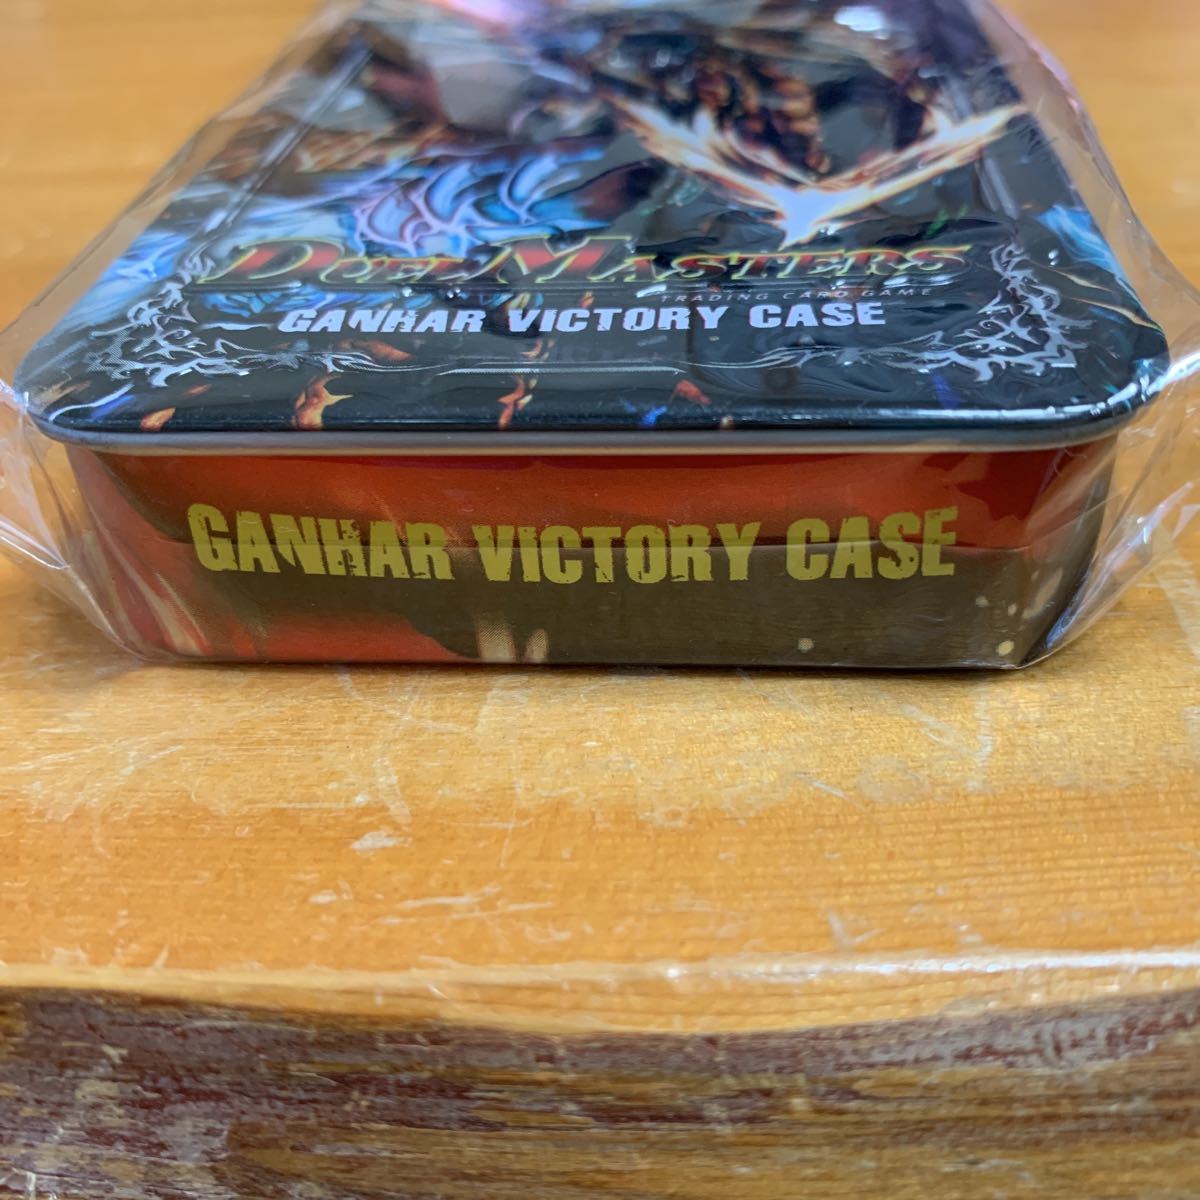 DUEL MASTERS
TRADING CARD GAME
GANHAR VICTORY CASE
GANHAR VICTORY CASE